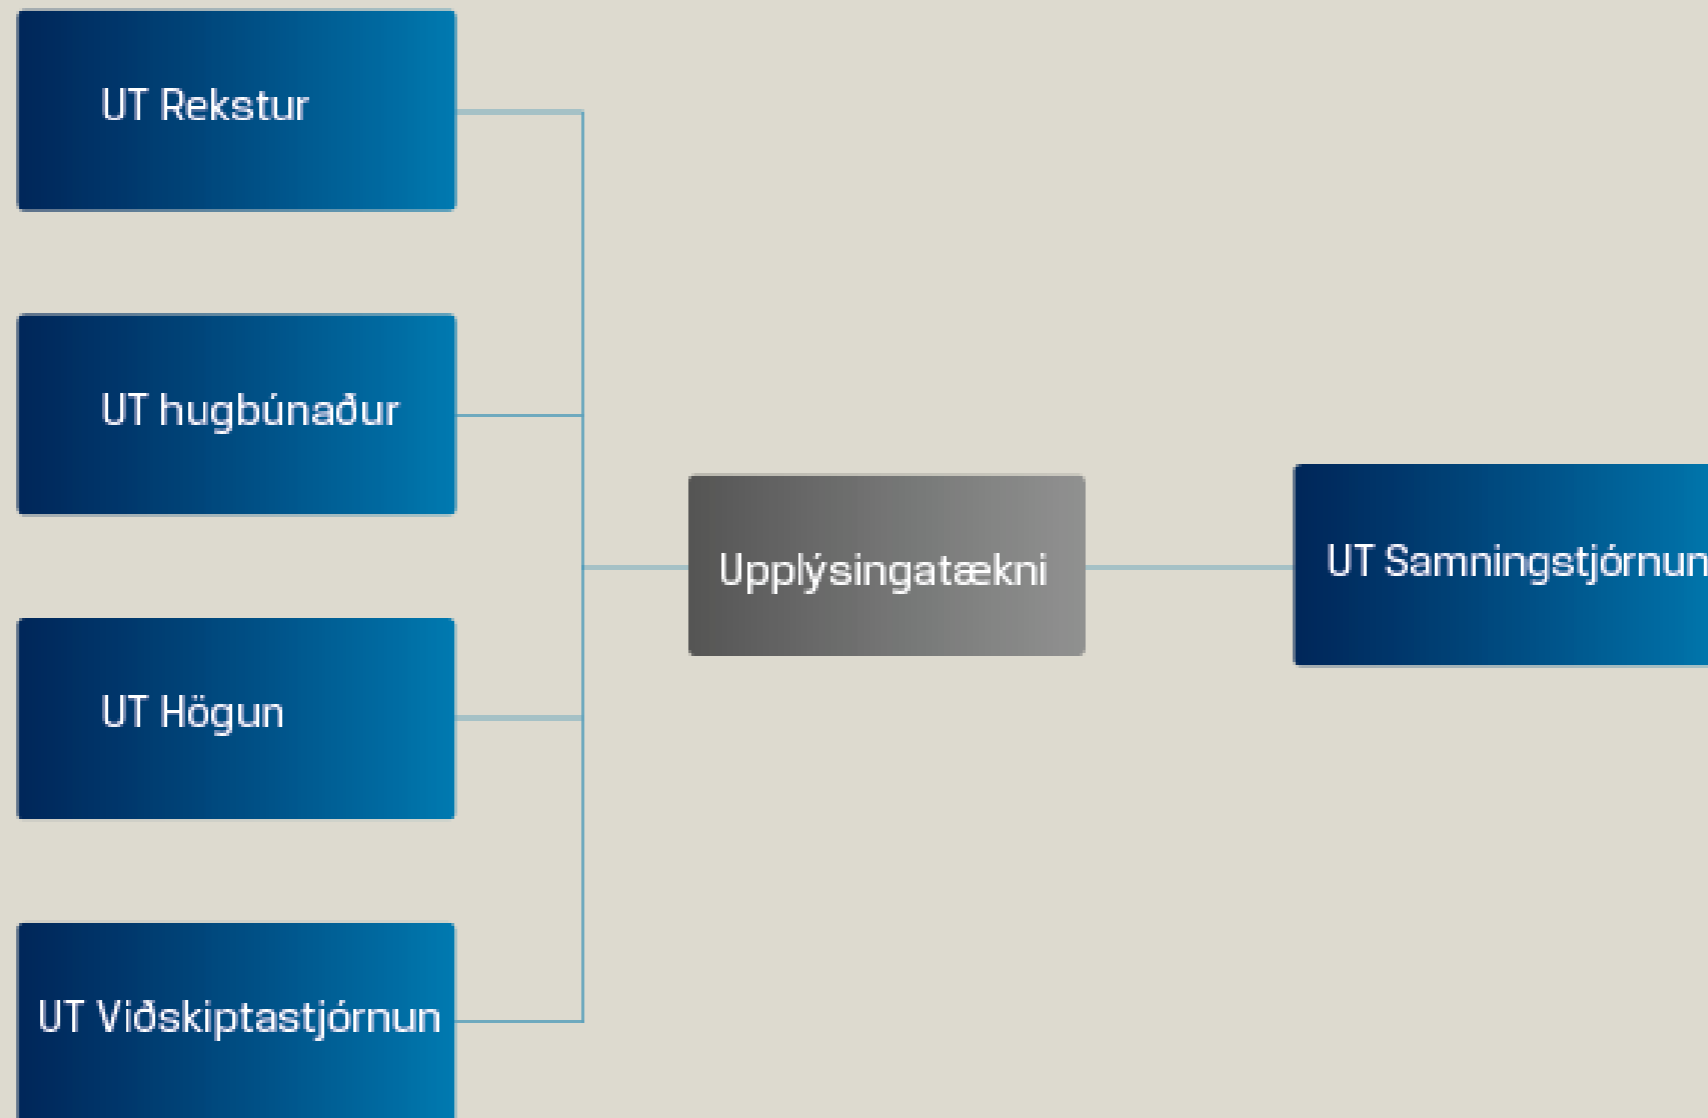 UT Rekstur
UT hugbúnaður
UT Högun
UT Viðskiptastjórnun
Upplýsingatækni
UT Samningstjórnun